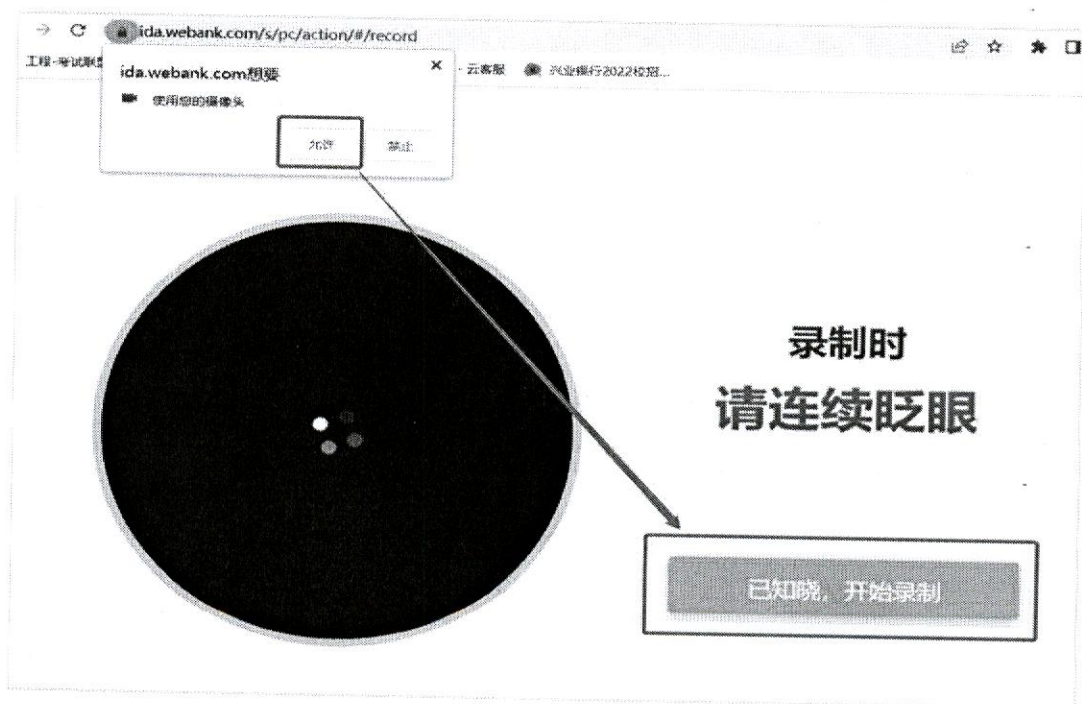 ida.webank.com/s/pc/action/#/record
工程-考试联盟
· 云客服
兴业银行2022校招...
ida.webank.com想要
使用您的摄像头
允许
禁止
录制时
请连续眨眼
已知晓，开始录制